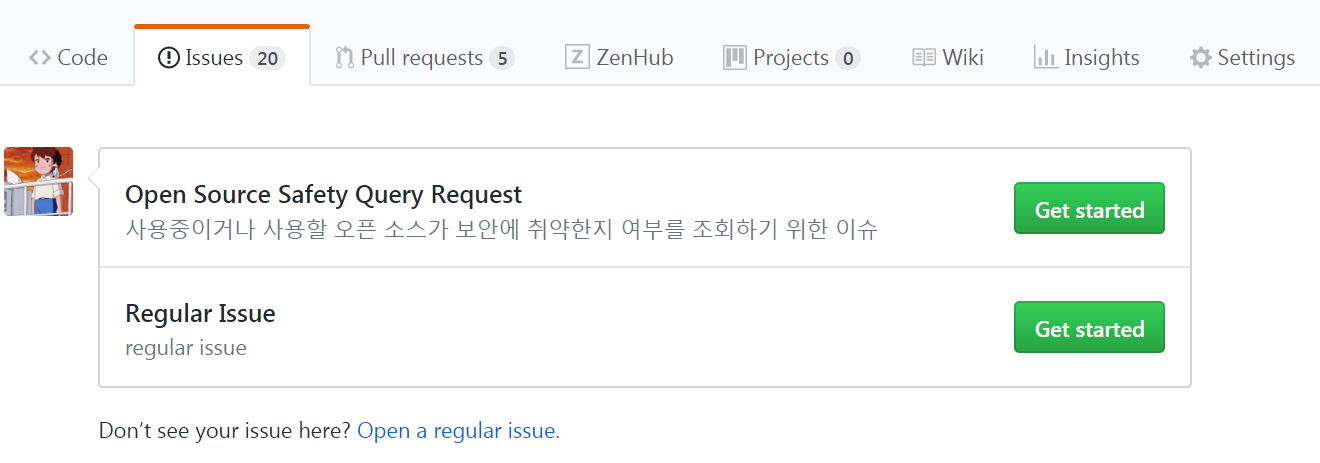 Code Issues 20 Pull requests 5 ZenHub Projects 0 Wiki Insights Settings
Open Source Safety Query Request
사용중이거나 사용할 오픈 소스가 보안에 취약한지 여부를 조회하기 위한 이슈
Get started
Regular Issue
regular issue
Get started
Don’t see your issue here? Open a regular issue.